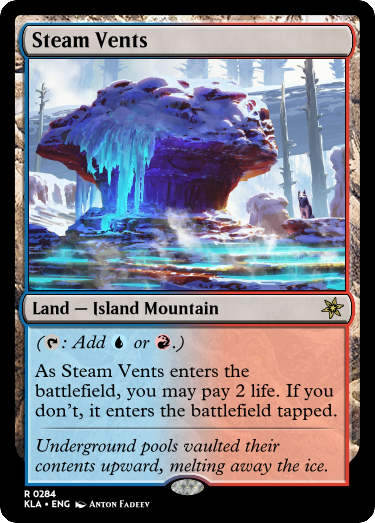 Steam Vents
Land — Island Mountain
(: Add or .)
As Steam Vents enters the
battlefield, you may pay 2 life. If you
don't, it enters the battlefield tapped.
Underground pools vaulted their
contents upward, melting away the ice.
R 0284
KLA • ENG Anton Fadeev